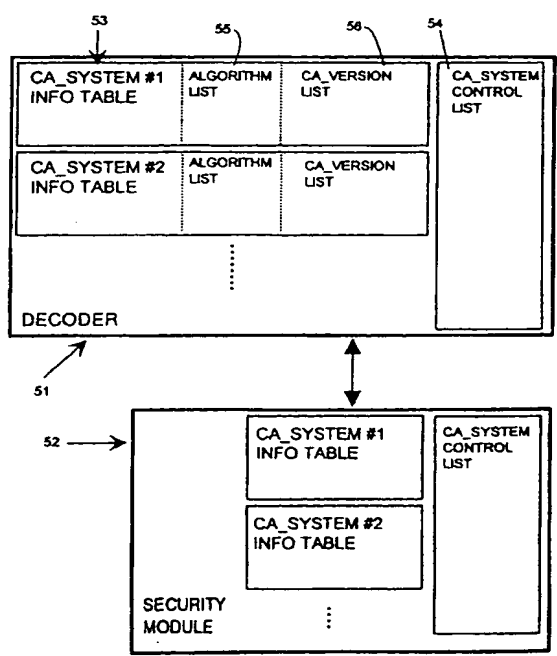 53
55
56
54
CA_SYSTEM #1
INFO TABLE
ALGORITHM
LIST
CA_VERSION
LIST
CA_SYSTEM
CONTROL
LIST
CA_SYSTEM #2
INFO TABLE
ALGORITHM
LIST
CA_VERSION
LIST
DECODER
51
52
CA_SYSTEM #1
INFO TABLE
CA_SYSTEM
CONTROL
LIST
CA_SYSTEM #2
INFO TABLE
SECURITY
MODULE